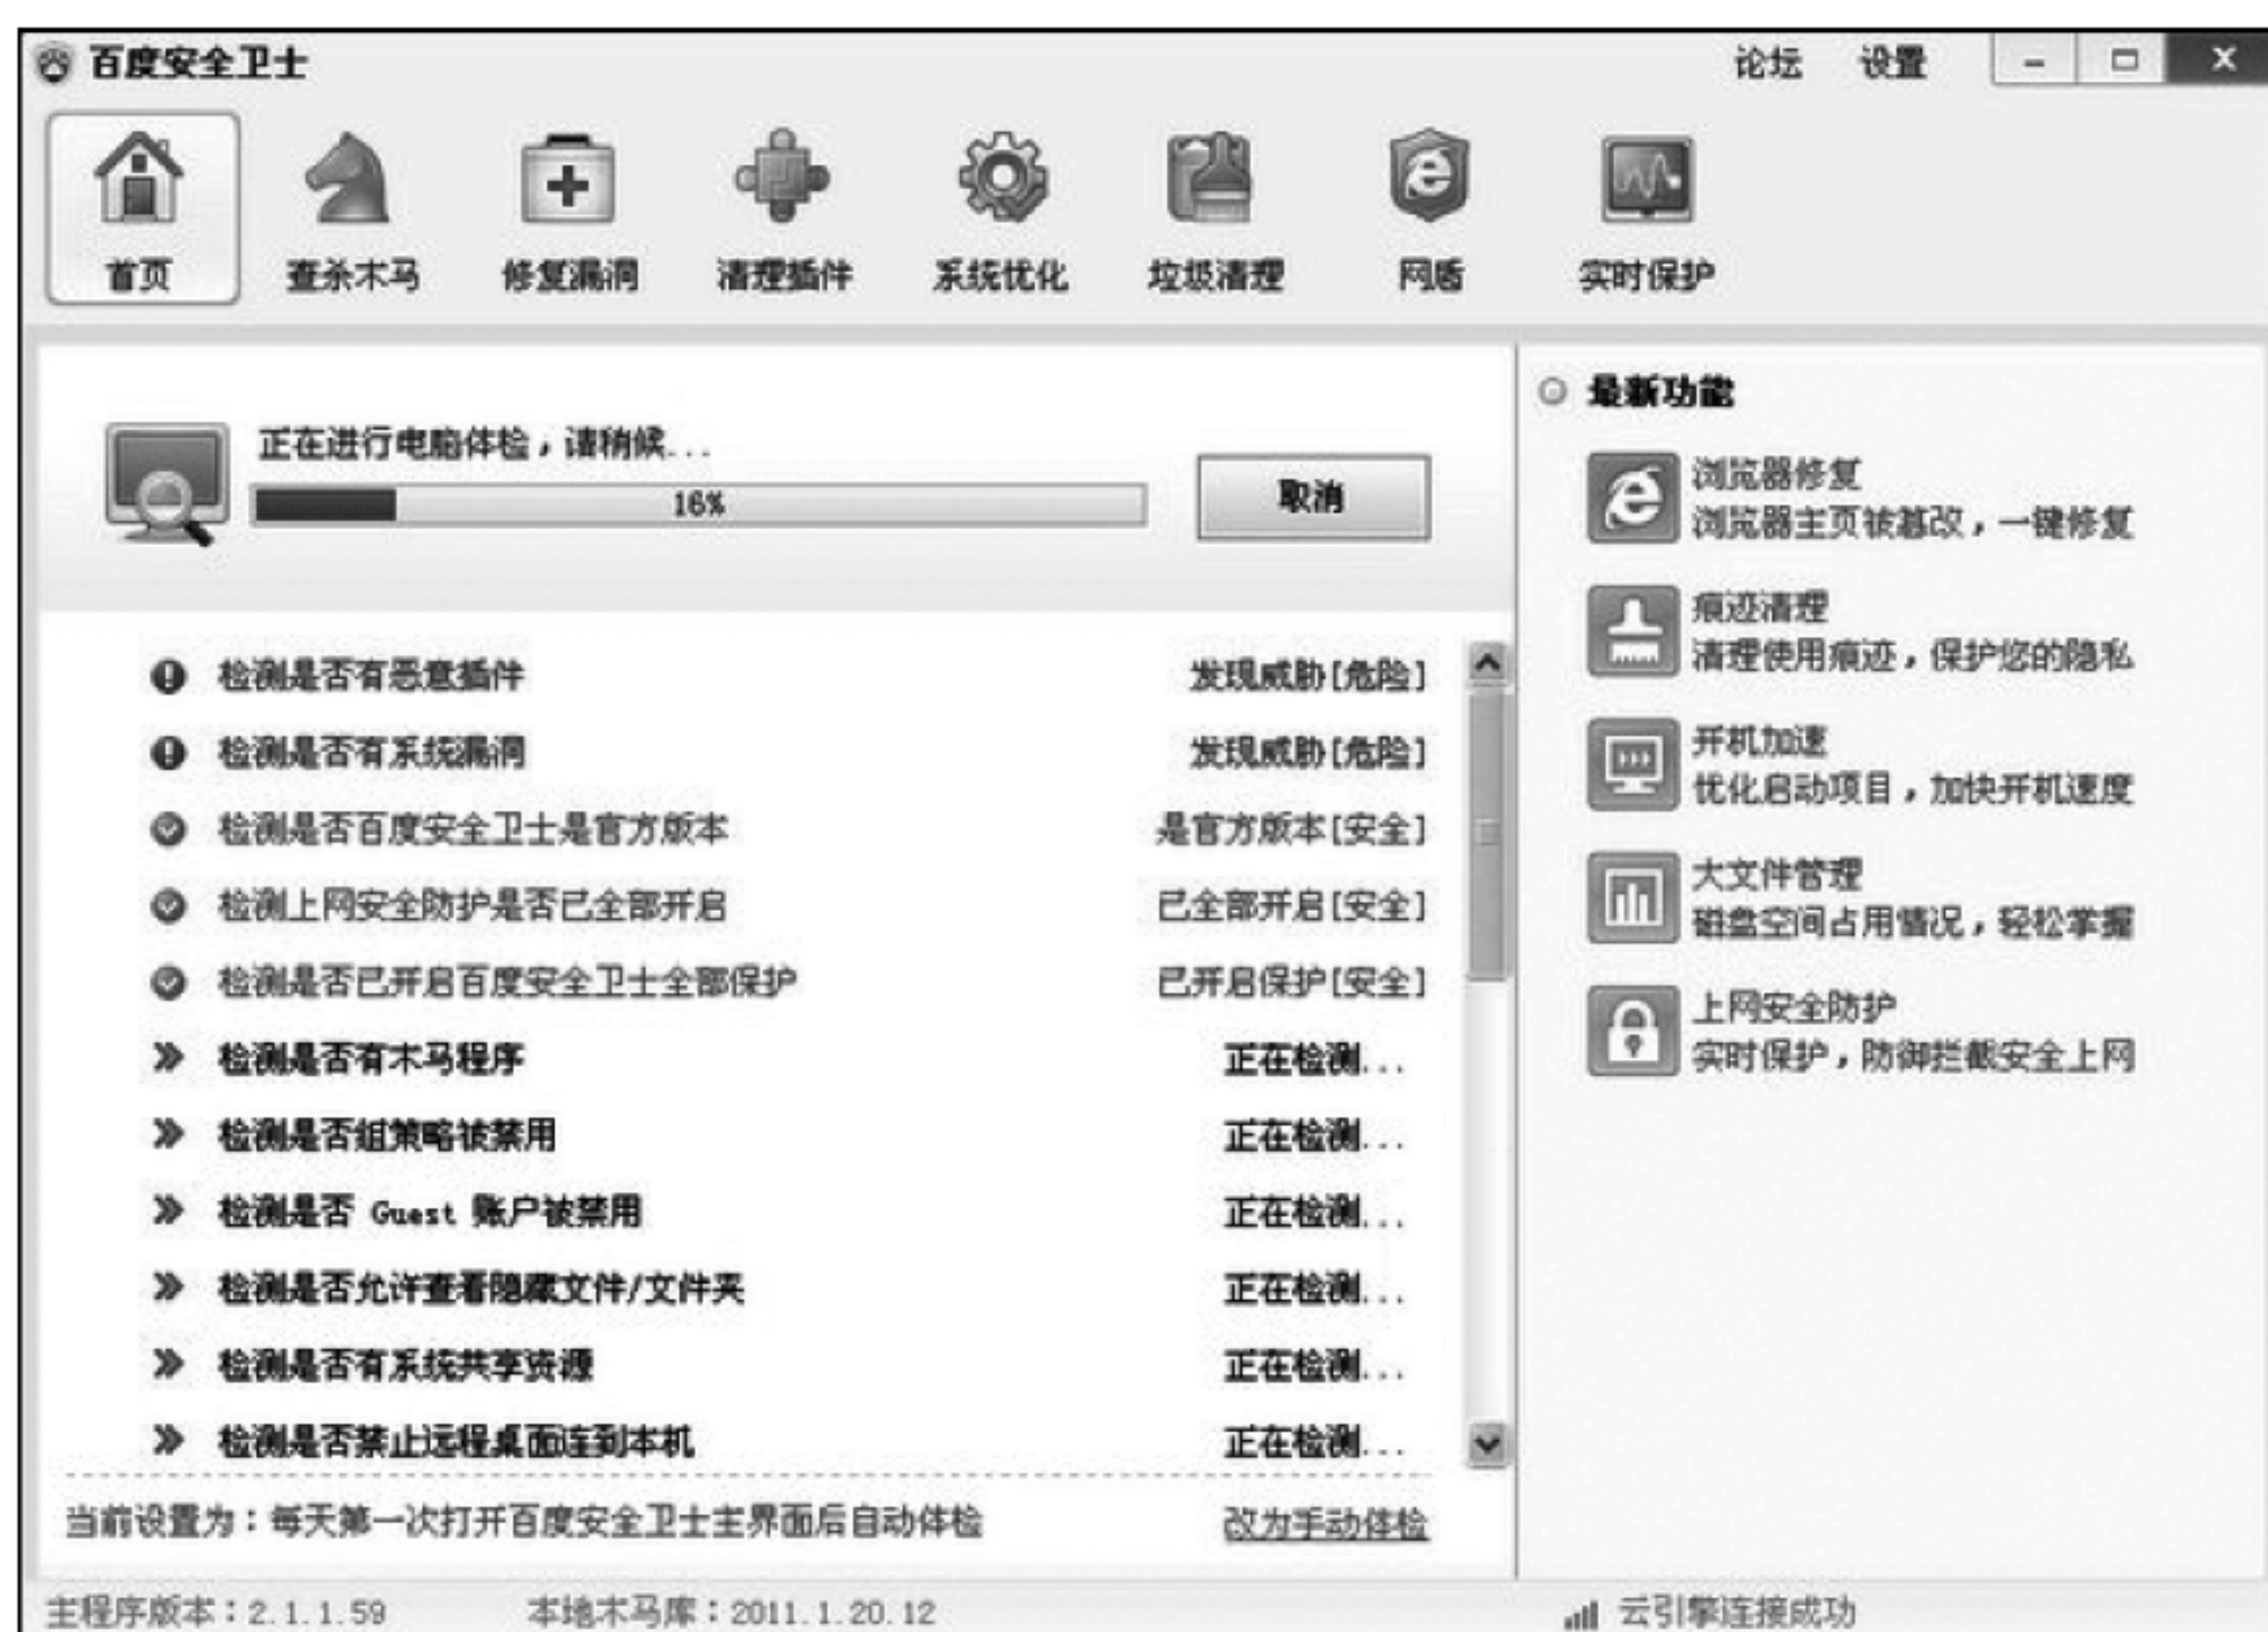 百度安全卫士 论坛 设置
首页 查杀木马 修复漏洞 清理插件 系统优化 垃圾清理 网盾 实时保护
正在进行电脑体检，请稍候...
16%
取消
检测是否有恶意插件 发现威胁[危险]
检测是否有系统漏洞 发现威胁[危险]
检测是否百度安全卫士是官方版本 是官方版本[安全]
检测上网安全防护是否已全部开启 已全部开启[安全]
检测是否已开启百度安全卫士全部保护 已开启保护[安全]
检测是否有木马程序 正在检测...
检测是否组策略被禁用 正在检测...
检测是否 Guest 账户被禁用 正在检测...
检测是否允许查看隐藏文件/文件夹 正在检测...
检测是否有系统共享资源 正在检测...
检测是否禁止远程桌面连到本机 正在检测...
当前设置为：每天第一次打开百度安全卫士主界面后自动体检 改为手动体检
最新功能
浏览器修复
浏览器主页被篡改，一键修复
痕迹清理
清理使用痕迹，保护您的隐私
开机加速
优化启动项目，加快开机速度
大文件管理
磁盘空间占用情况，轻松掌握
上网安全防护
实时保护，防御拦截安全上网
主程序版本：2.1.1.59 本地木马库：2011.1.20.12 云引擎连接成功